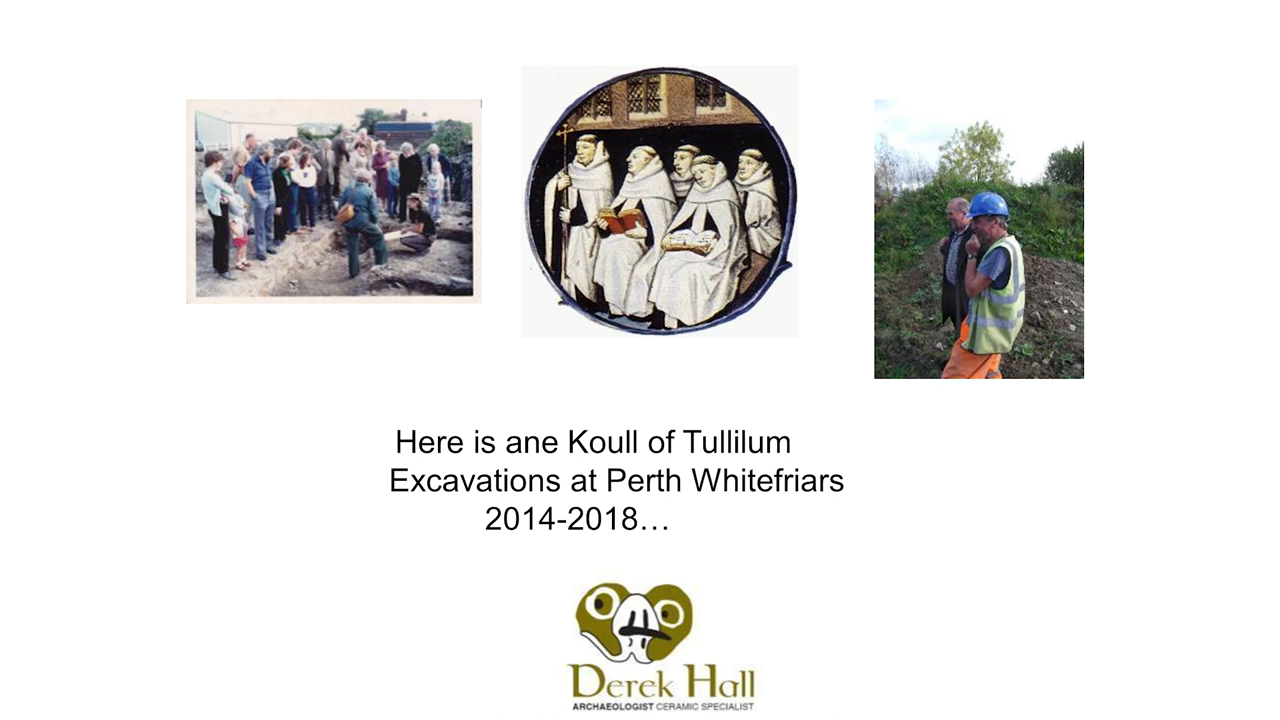 Here is ane Koull of Tullilum
Excavations at Perth Whitefriars
2014-2018…
Derek Hall
ARCHAEOLOGIST CERAMIC SPECIALIST